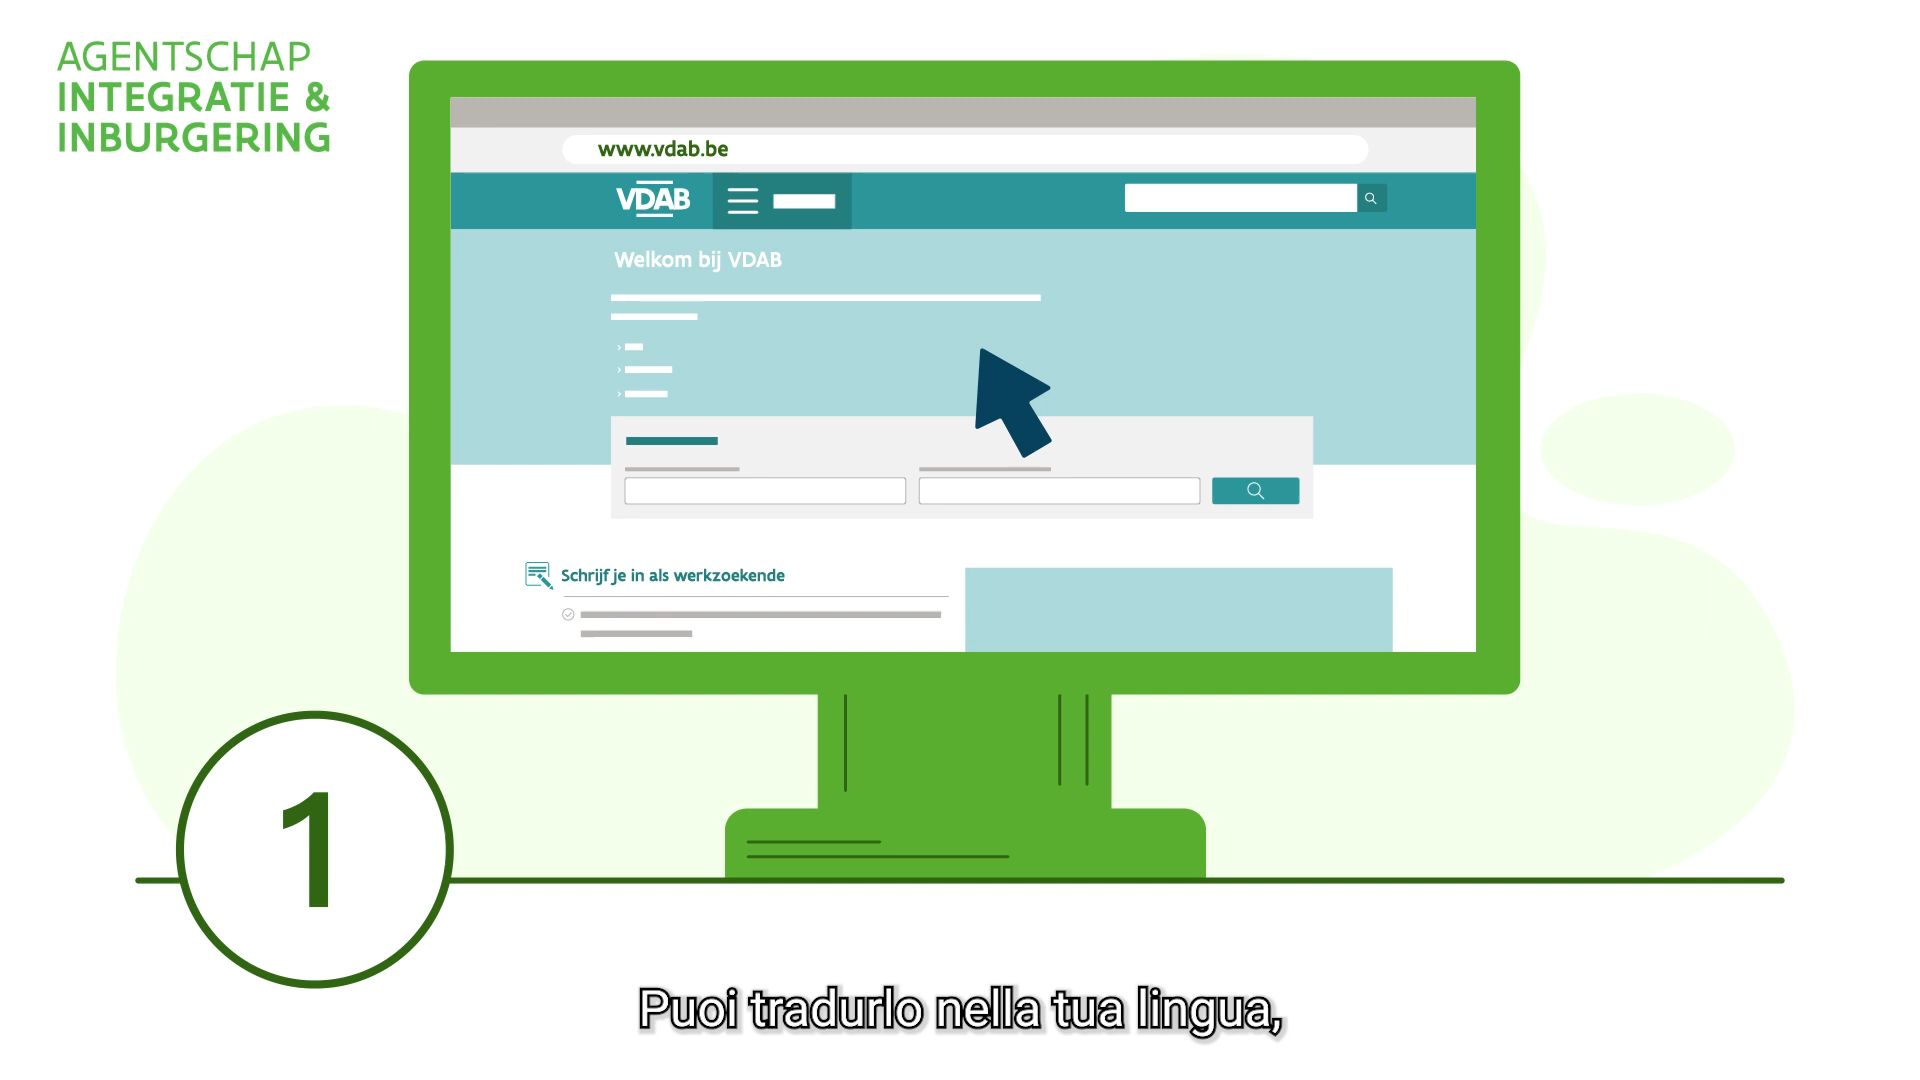 AGENTSCHAP
INTEGRATIE &
INBURGERING
www.vdab.be
VDAB
Welkom bij VDAB
Schrijf je in als werkzoekende
1
Puoi tradurlo nella tua lingua,